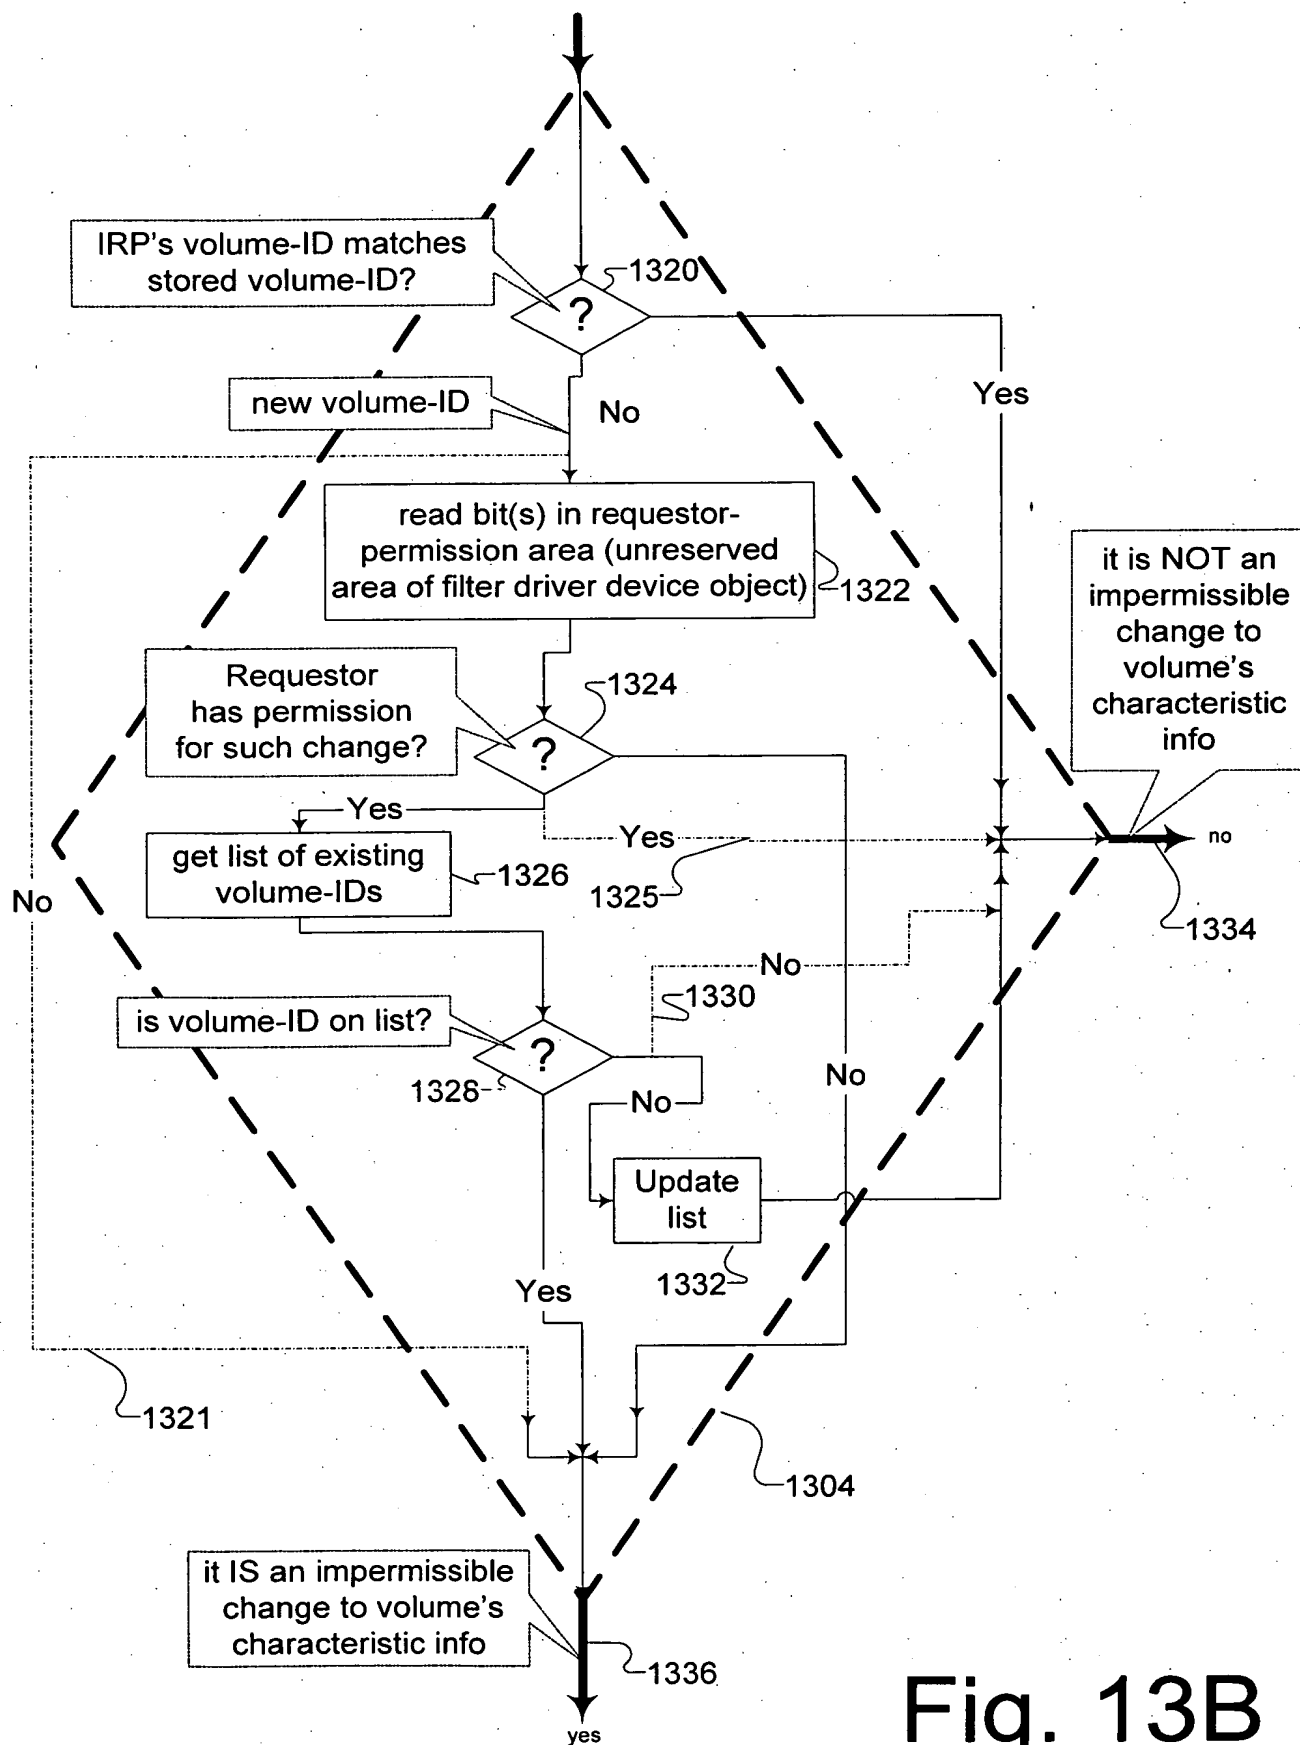 IRP's volume-ID matches
stored volume-ID?
1320
?
new volume-ID
No
Yes
read bit(s) in requestor-
permission area (unreserved
area of filter driver device object)
1322
it is NOT an
impermissible
change to
volume's
characteristic
info
Requestor
has permission
for such change?
1324
?
Yes
Yes
no
get list of existing
volume-IDs
1326
1325
No
1334
No
is volume-ID on list?
1330
?
1328
No
No
Update
list
1332
Yes
1321
1304
it IS an impermissible
change to volume's
characteristic info
1336
yes
Fig. 13B